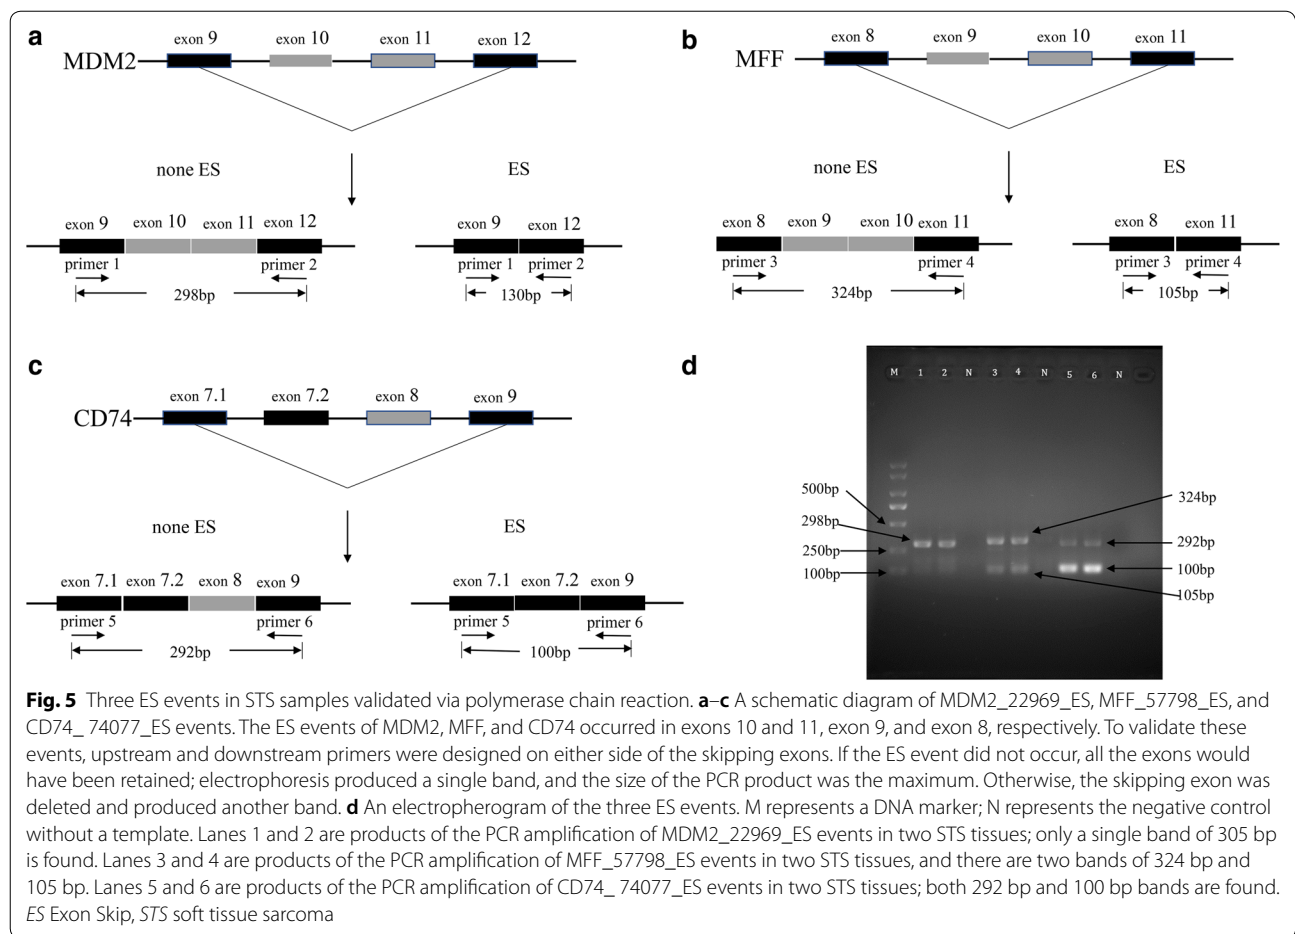 a
exon 9 exon 10 exon 11 exon 12
MDM2
none ES ES
exon 9 exon 10 exon 11 exon 12 exon 9 exon 12
primer 1 primer 2 primer 1 primer 2
298bp 130bp
b
exon 8 exon 9 exon 10 exon 11
MFF
none ES ES
exon 8 exon 9 exon 10 exon 11 exon 8 exon 11
primer 3 primer 4 primer 3 primer 4
324bp 105bp
c
exon 7.1 exon 7.2 exon 8 exon 9
CD74
none ES ES
exon 7.1 exon 7.2 exon 8 exon 9 exon 7.1 exon 7.2 exon 9
primer 5 primer 6 primer 5 primer 6
292bp 100bp
d
M 1 2 N 3 4 N 5 6 N
500bp 324bp
298bp
250bp 292bp
100bp 100bp
105bp
Fig. 5 Three ES events in STS samples validated via polymerase chain reaction. a–c A schematic diagram of MDM2_22969_ES, MFF_57798_ES, and
CD74_ 74077_ES events. The ES events of MDM2, MFF, and CD74 occurred in exons 10 and 11, exon 9, and exon 8, respectively. To validate these
events, upstream and downstream primers were designed on either side of the skipping exons. If the ES event did not occur, all the exons would
have been retained; electrophoresis produced a single band, and the size of the PCR product was the maximum. Otherwise, the skipping exon was
deleted and produced another band. d An electropherogram of the three ES events. M represents a DNA marker; N represents the negative control
without a template. Lanes 1 and 2 are products of the PCR amplification of MDM2_22969_ES events in two STS tissues; only a single band of 305 bp
is found. Lanes 3 and 4 are products of the PCR amplification of MFF_57798_ES events in two STS tissues, and there are two bands of 324 bp and
105 bp. Lanes 5 and 6 are products of the PCR amplification of CD74_ 74077_ES events in two STS tissues; both 292 bp and 100 bp bands are found.
ES Exon Skip, STS soft tissue sarcoma